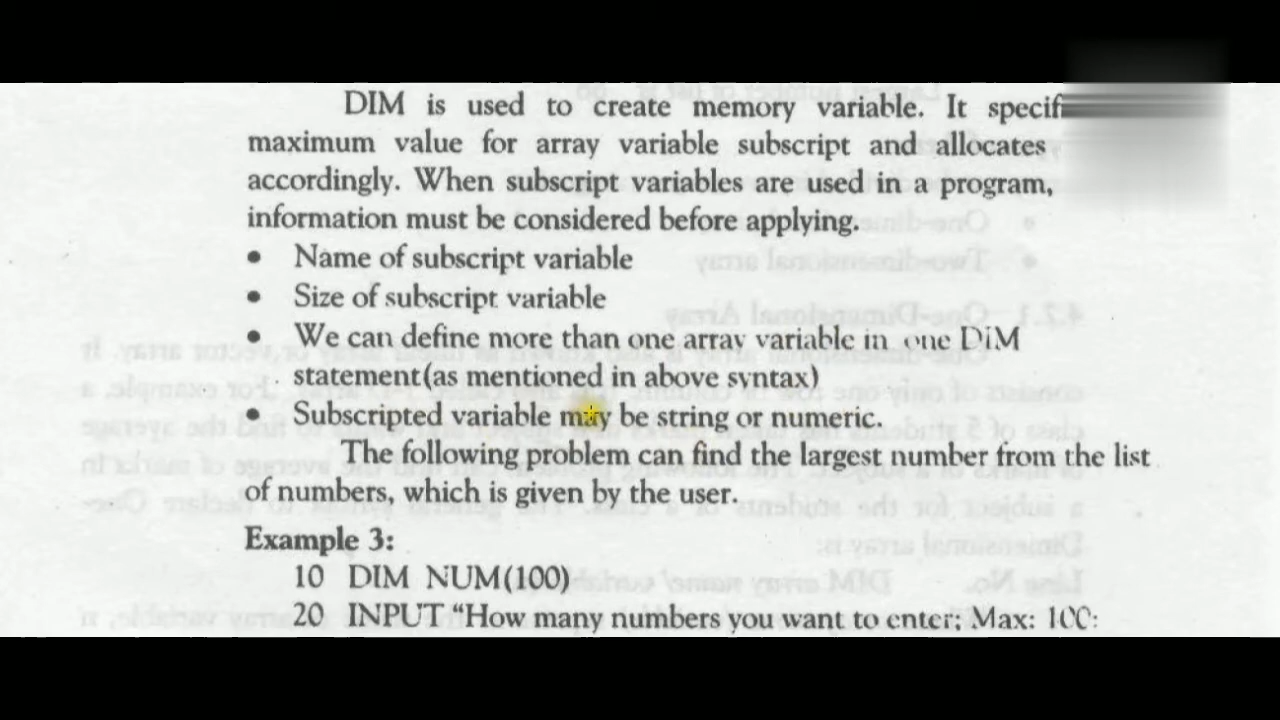 DIM is used to create memory variable. It specif
maximum value for array variable subscript and allocates
accordingly. When subscript variables are used in a program,
information must be considered before applying.
• Name of subscript variable
• Size of subscript variable
• We can define more than one array variable in one DIM
statement(as mentioned in above syntax)
• Subscripted variable may be string or numeric.
The following problem can find the largest number from the list
of numbers, which is given by the user.
Example 3:
10 DIM NUM(100)
20 INPUT “How many numbers you want to enter; Max: 100: